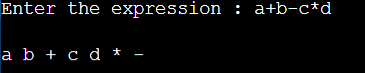 Enter the expression : a+b-c*d
a b + c d * -